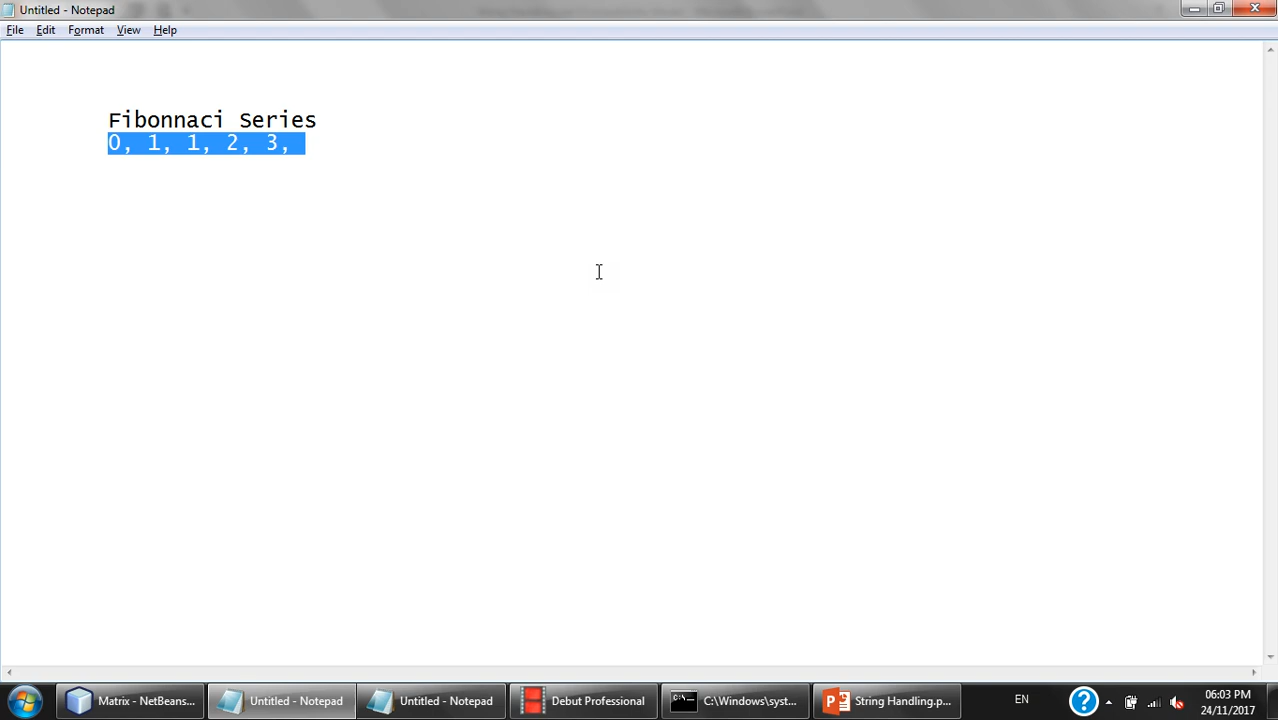 Untitled - Notepad
File Edit Format View Help
Fibonnaci Series
0, 1, 1, 2, 3,
Matrix - NetBeans... Untitled - Notepad Untitled - Notepad Debut Professional C:\Windows\syst... String Handling.p... EN 06:03 PM
24/11/2017